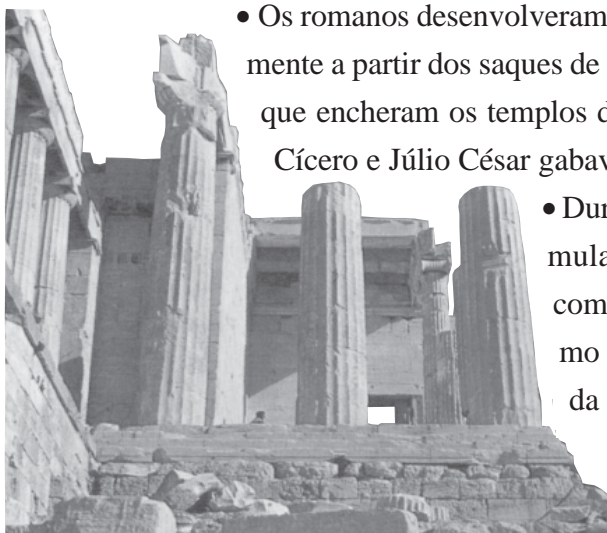 • Os romanos desenvolveram
mente a partir dos saques de
que encheram os templos d
Cícero e Júlio César gabav
• Dur
mula
com
mo
da